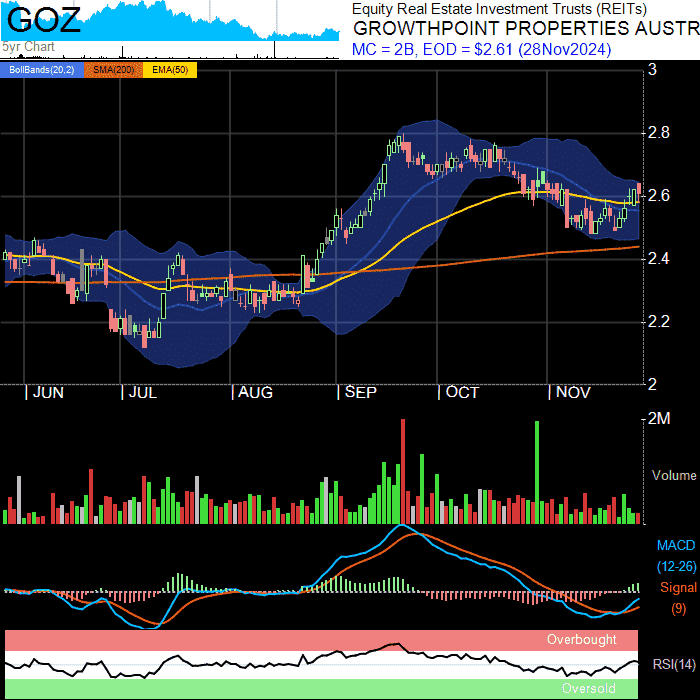 GOZ
Equity Real Estate Investment Trusts (REITs)
GROWTHPOINT PROPERTIES AUSTR
MC = 2B, EOD = $2.61 (28Nov2024)
5yr Chart
BollBands(20,2) SMA(200) EMA(50)
3
2.8
2.6
2.4
2.2
2
JUN JUL AUG SEP OCT NOV
2M
Volume
MACD
(12-26)
Signal
(9)
Overbought
RSI(14)
Oversold